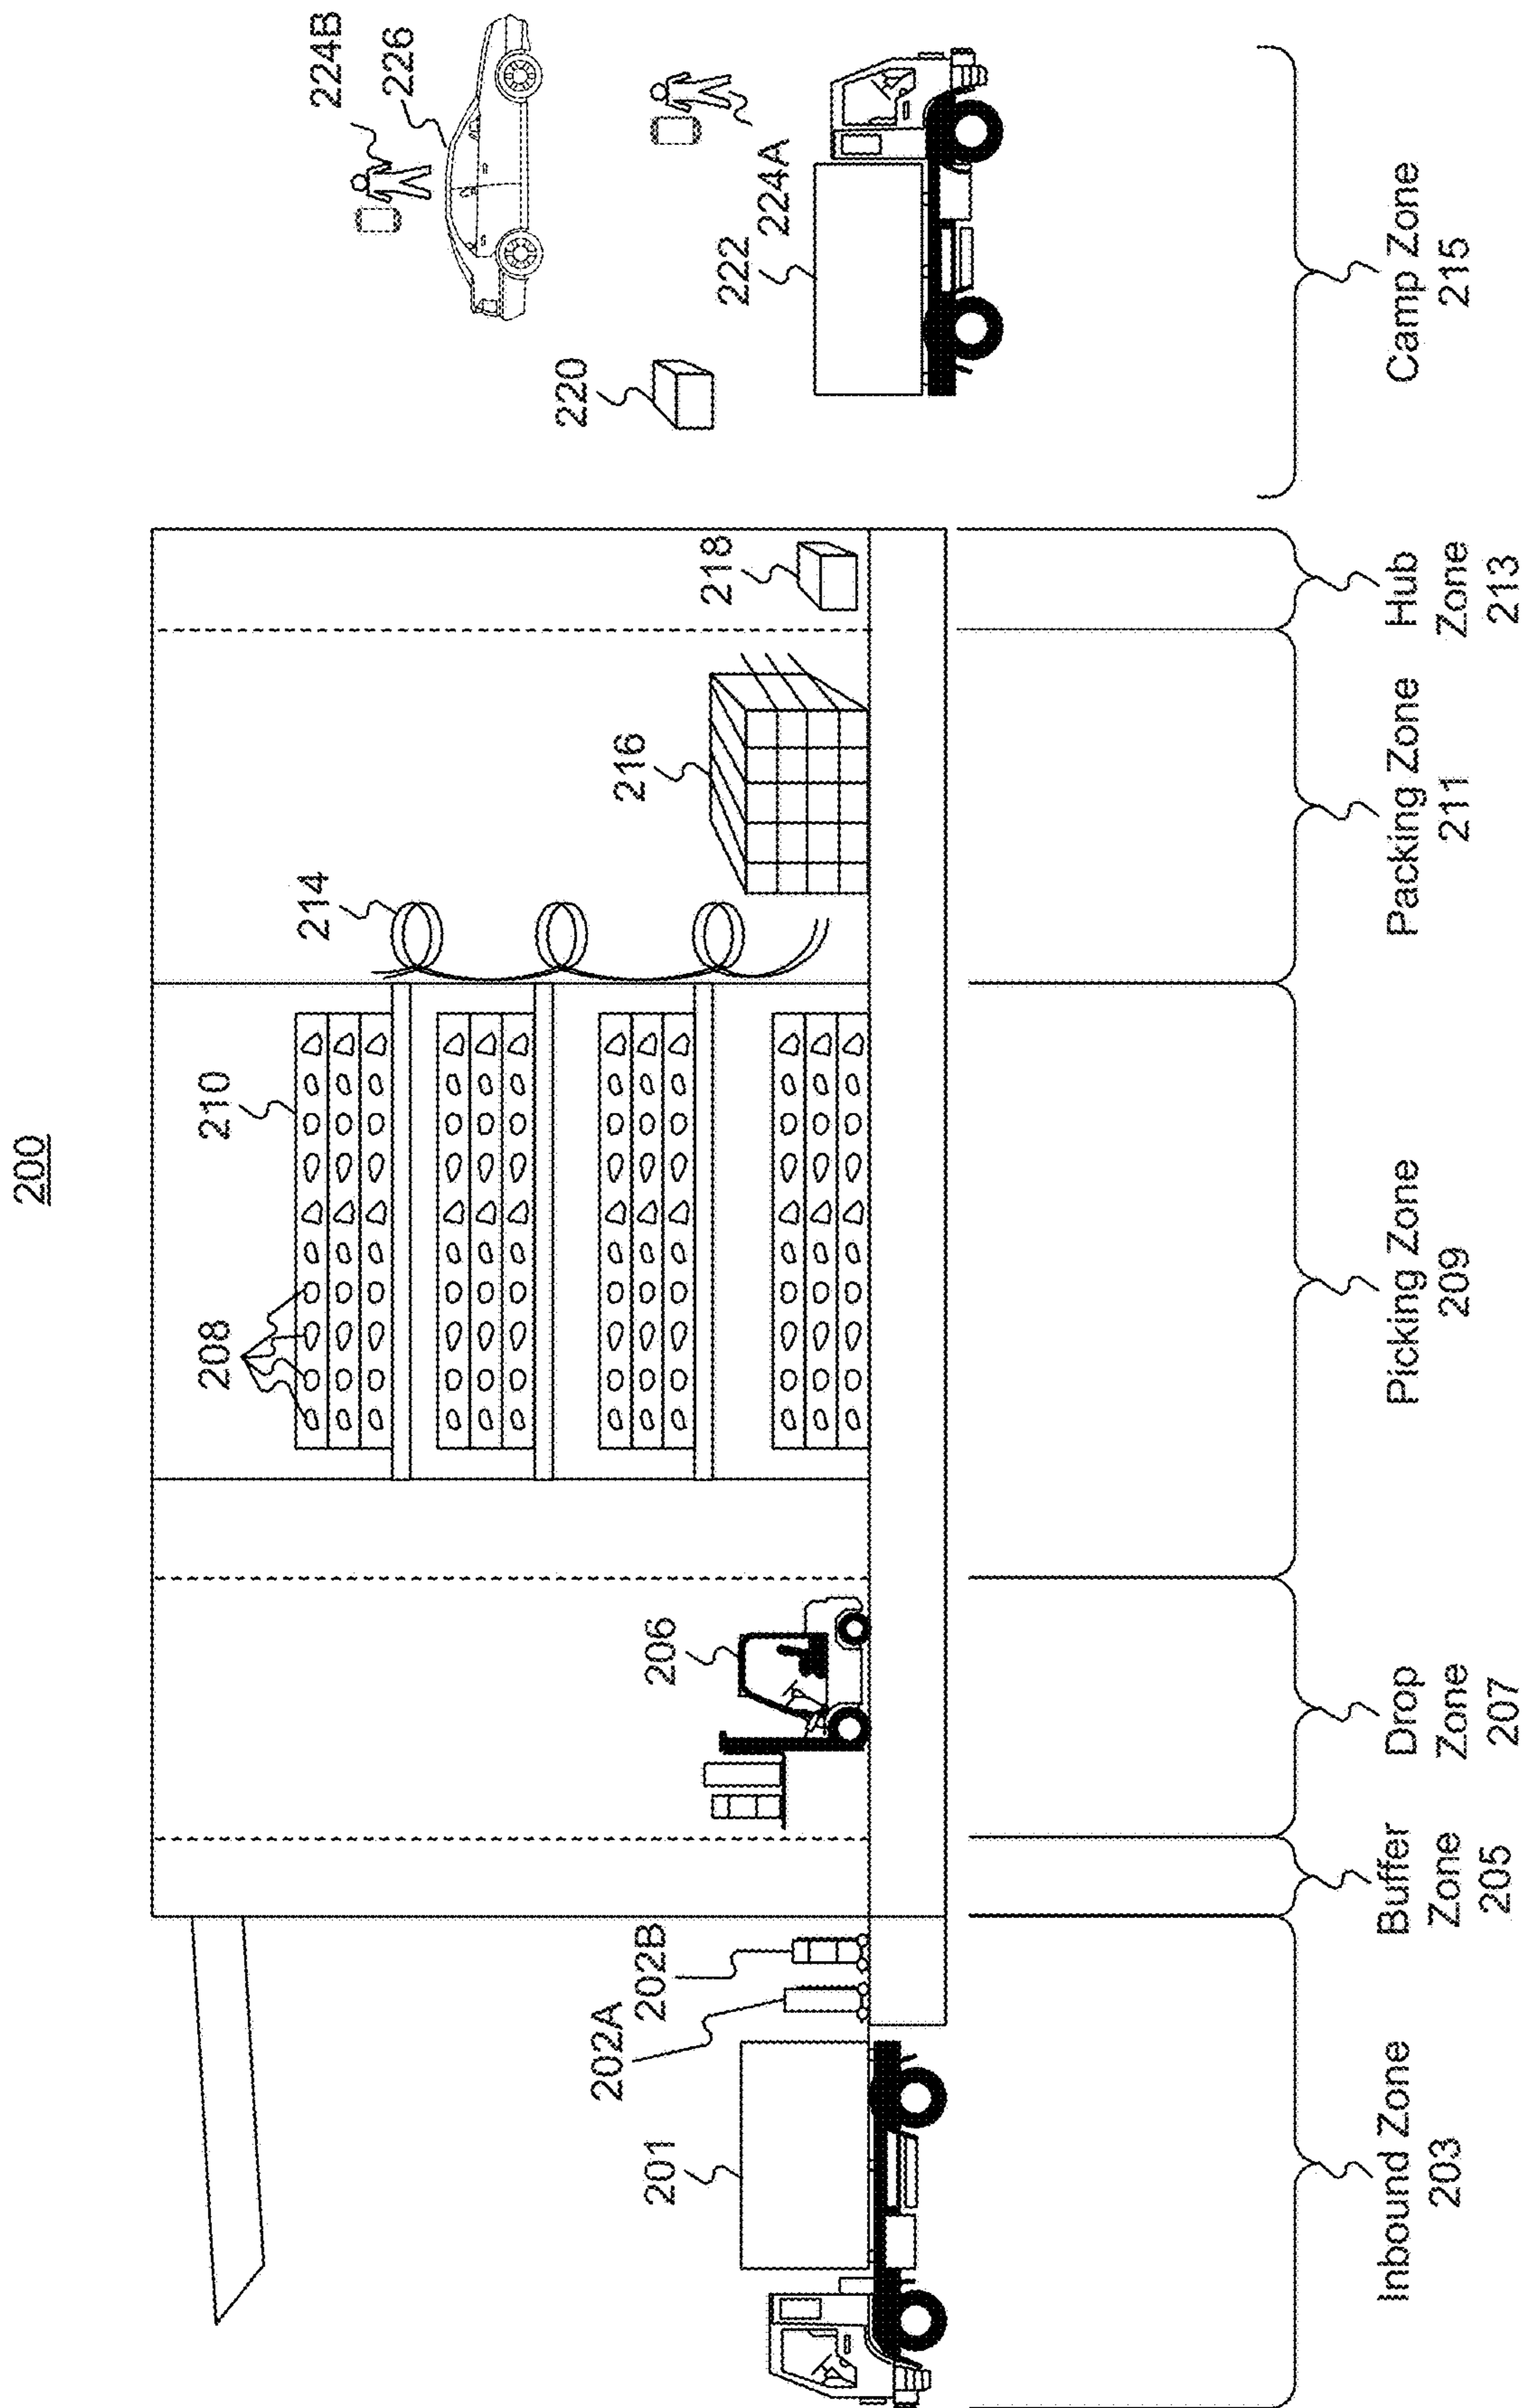 200
201
202A
202B
206
208
210
214
216
218
220
222
224A
224B
226
Inbound Zone
203
Buffer
Zone
205
Drop
Zone
207
Picking Zone
209
Packing Zone
211
Hub
Zone
213
Camp Zone
215